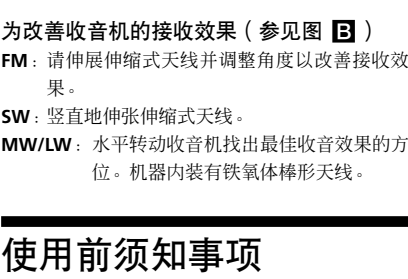 为改善收音机的接收效果（参见图 B ）
FM：请伸展伸缩式天线并调整角度以改善接收效
果。
SW：竖直地伸张伸缩式天线。
MW/LW：水平转动收音机找出最佳收音效果的方
位。机器内装有铁氧体棒形天线。
使用前须知事项